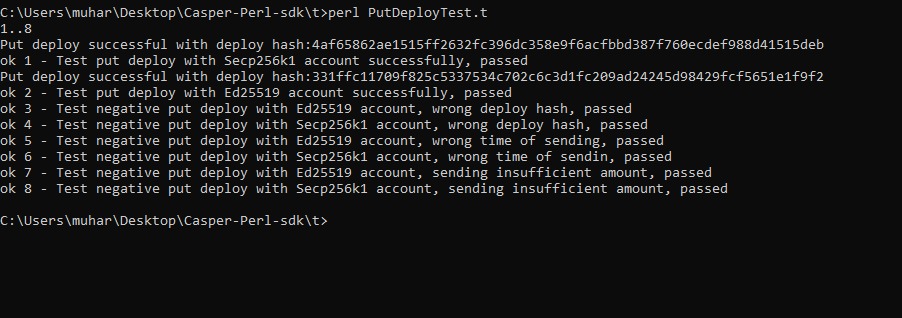 C:\Users\muhar\Desktop\Casper-Perl-sdk\t>perl PutDeployTest.t
1..8
Put deploy successful with deploy hash:4af65862ae1515ff2632fc396dc358e9f6acfbbd387f760ecdef988d41515deb
ok 1 - Test put deploy with Secp256k1 account successfully, passed
Put deploy successful with deploy hash:331ffc11709f825c5337534c702c6c3d1fc209ad24245d98429fcf5651e1f9f2
ok 2 - Test put deploy with Ed25519 account successfully, passed
ok 3 - Test negative put deploy with Ed25519 account, wrong deploy hash, passed
ok 4 - Test negative put deploy with Secp256k1 account, wrong deploy hash, passed
ok 5 - Test negative put deploy with Ed25519 account, wrong time of sending, passed
ok 6 - Test negative put deploy with Secp256k1 account, wrong time of sendin, passed
ok 7 - Test negative put deploy with Ed25519 account, sending insufficient amount, passed
ok 8 - Test negative put deploy with Secp256k1 account, sending insufficient amount, passed
C:\Users\muhar\Desktop\Casper-Perl-sdk\t>